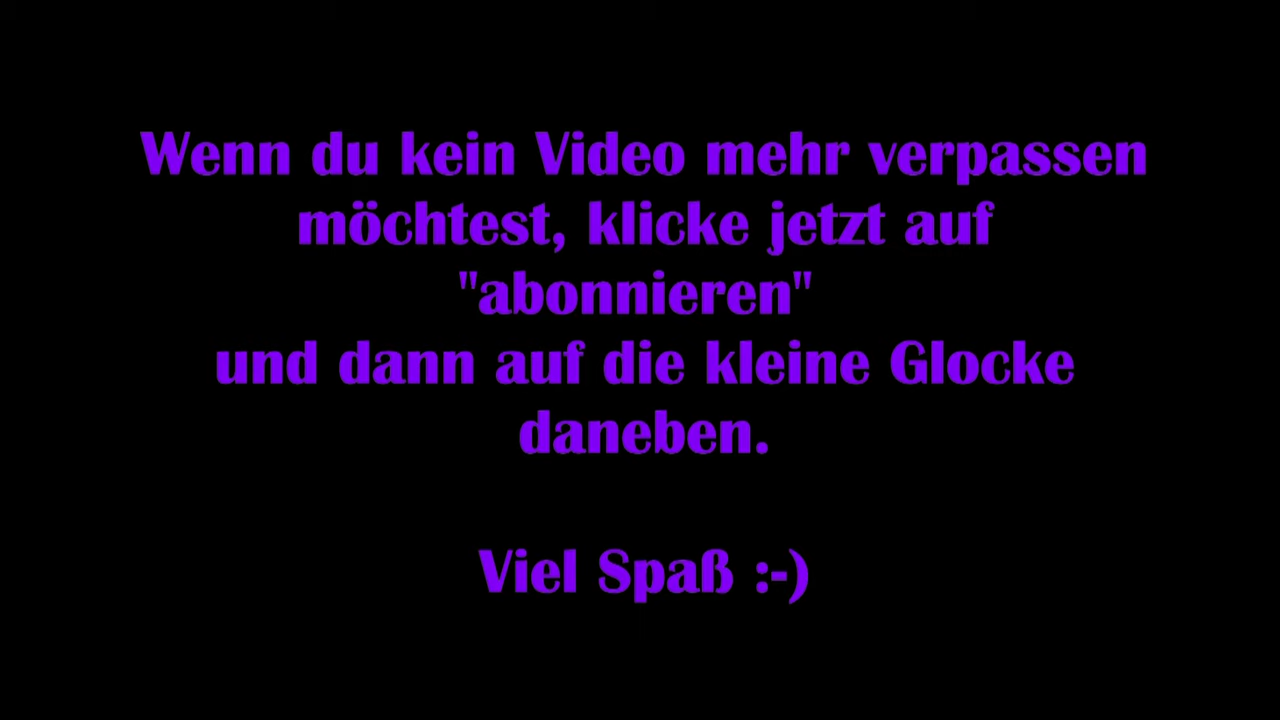 Wenn du kein Video mehr verpassen
möchtest, klicke jetzt auf
"abonnieren"
und dann auf die kleine Glocke
daneben.
Viel Spaß :-)